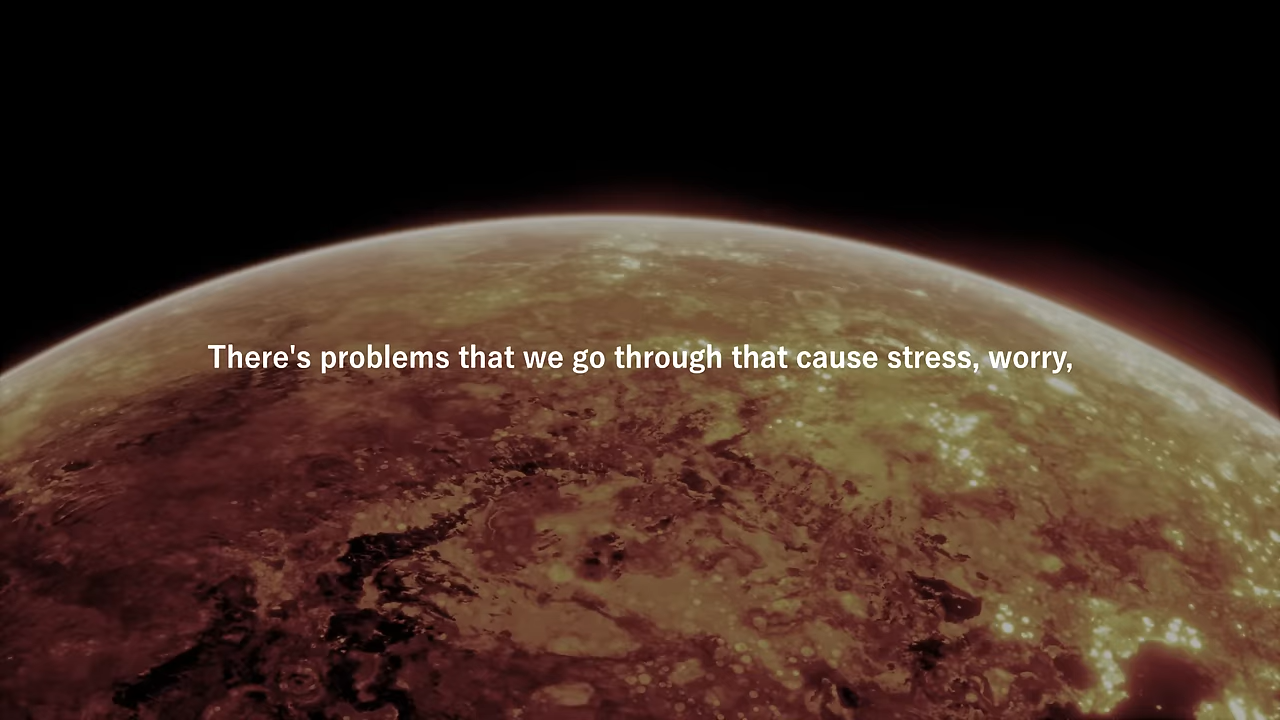 There's problems that we go through that cause stress, worry,